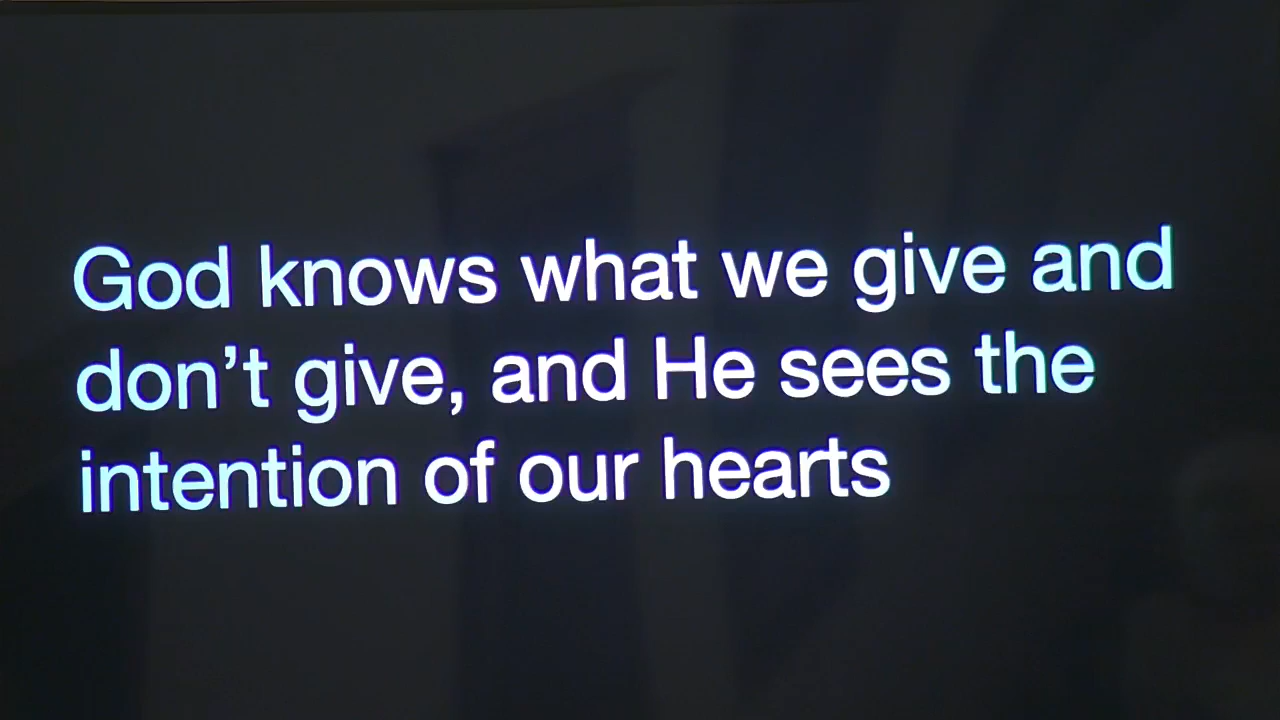 God knows what we give and
don’t give, and He sees the
intention of our hearts